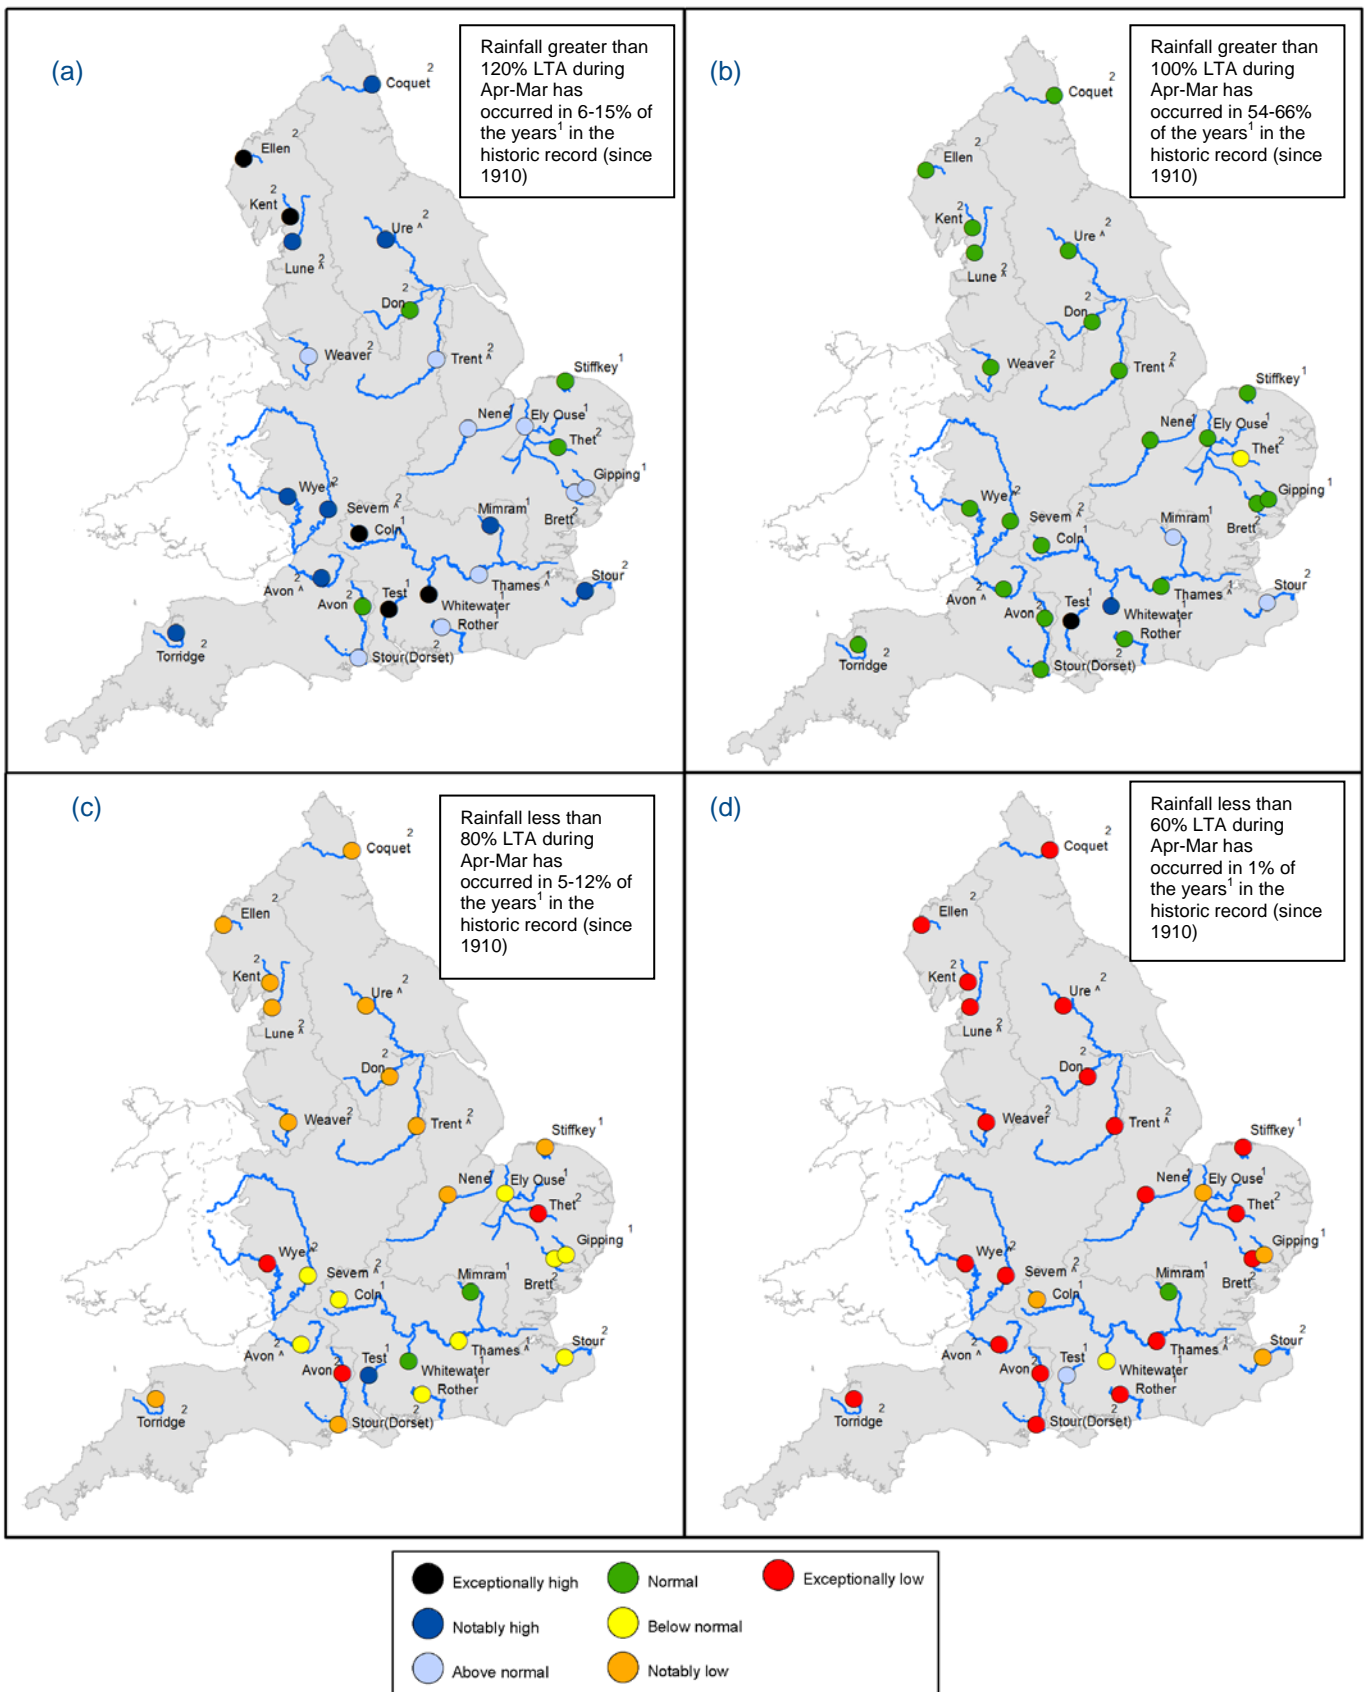 (a)
Rainfall greater than
120% LTA during
Apr-Mar has
occurred in 6-15% of
the years1 in the
historic record (since
1910)
Coquet 2
Ellen 2
Kent 2
Lune ^ 2
Ure ^ 2
Don 2
Weaver 2
Trent ^ 2
Stiffkey 1
Nene 1
Ely Ouse 1
Thet 2
Gipping 1
Brett 2
Wye ^ 2
Severn ^ 2
Coln 1
Mimram 1
Thames ^ 1
Stour 2
Avon ^ 2
Avon 2
Test 1
Whitewater 1
Rother 1
Stour(Dorset) 2
Torridge 2
(b)
Rainfall greater than
100% LTA during
Apr-Mar has
occurred in 54-66%
of the years1 in the
historic record (since
1910)
Coquet 2
Ellen 2
Kent 2
Lune ^ 2
Ure ^ 2
Don 2
Weaver 2
Trent ^ 2
Stiffkey 1
Nene 1
Ely Ouse 1
Thet 2
Gipping 1
Brett 2
Wye ^ 2
Severn ^ 2
Coln 1
Mimram 1
Thames ^ 1
Stour 2
Avon ^ 2
Avon 2
Test 1
Whitewater 1
Rother 1
Stour(Dorset) 2
Torridge 2
(c)
Rainfall less than
80% LTA during
Apr-Mar has
occurred in 5-12% of
the years1 in the
historic record (since
1910)
Coquet 2
Ellen 2
Kent 2
Lune ^ 2
Ure ^ 2
Don 2
Weaver 2
Trent ^ 2
Stiffkey 1
Nene 1
Ely Ouse 1
Thet 2
Gipping 1
Brett 2
Wye ^ 2
Severn ^ 2
Coln 1
Mimram 1
Thames ^ 1
Stour 2
Avon ^ 2
Avon 2
Test 1
Whitewater 1
Rother 1
Stour(Dorset) 2
Torridge 2
(d)
Rainfall less than
60% LTA during
Apr-Mar has
occurred in 1% of
the years1 in the
historic record (since
1910)
Coquet 2
Ellen 2
Kent 2
Lune ^ 2
Ure ^ 2
Don 2
Weaver 2
Trent ^ 2
Stiffkey 1
Nene 1
Ely Ouse 1
Thet 2
Gipping 1
Brett 2
Wye ^ 2
Severn ^ 2
Coln 1
Mimram 1
Thames ^ 1
Stour 2
Avon ^ 2
Avon 2
Test 1
Whitewater 1
Rother 1
Stour(Dorset) 2
Torridge 2
Exceptionally high
Normal
Exceptionally low
Notably high
Below normal
Above normal
Notably low